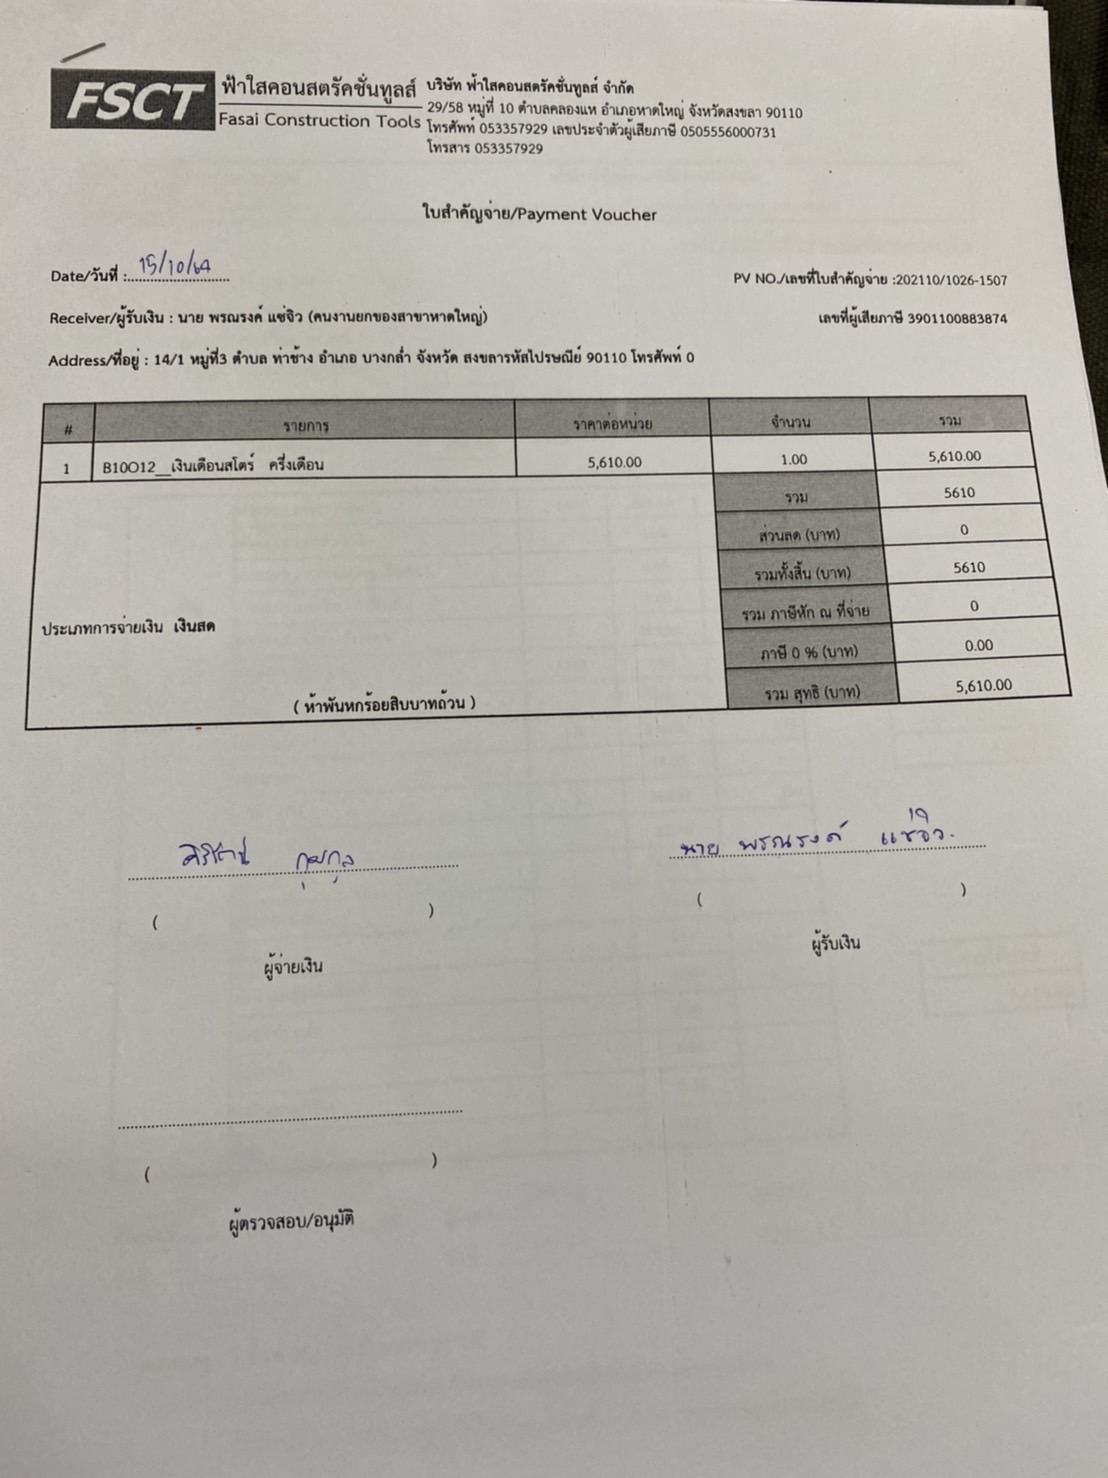 FSCT
ฟ้าใสคอนสตรัคชั่นทูลส์
Fasai Construction Tools
บริษัท ฟ้าใสคอนสตรัคชั่นทูลส์ จำกัด
29/58 หมู่ที่ 10 ตำบลคลองแห อำเภอหาดใหญ่ จังหวัดสงขลา 90110
โทรศัพท์ 053357929 เลขประจำตัวผู้เสียภาษี 0505556000731
โทรสาร 053357929
ใบสำคัญจ่าย/Payment Voucher
Date/วันที่ : 15/10/64
PV NO./เลขที่ใบสำคัญจ่าย :202110/1026-1507
Receiver/ผู้รับเงิน : นาย พรณรงค์ แซ่จิว (คนงานยกของสาขาหาดใหญ่)
เลขที่ผู้เสียภาษี 3901100883874
Address/ที่อยู่ : 14/1 หมู่ที่3 ตำบล ท่าช้าง อำเภอ บางกล่ำ จังหวัด สงขลารหัสไปรษณีย์ 90110 โทรศัพท์ 0
# รายการ ราคาต่อหน่วย จำนวน รวม
1 B10O12__เงินเดือนสโตร์ ครึ่งเดือน 5,610.00 1.00 5,610.00
รวม 5610
ส่วนลด (บาท) 0
รวมทั้งสิ้น (บาท) 5610
รวม ภาษีหัก ณ ที่จ่าย 0
ประเภทการจ่ายเงิน เงินสด
ภาษี 0 % (บาท) 0.00
รวม สุทธิ (บาท) 5,610.00
( ห้าพันหกร้อยสิบบาทถ้วน )
นาย พรณรงค์ แซ่จิว.
( )
( )
ผู้จ่ายเงิน
ผู้รับเงิน
( )
ผู้ตรวจสอบ/อนุมัติ